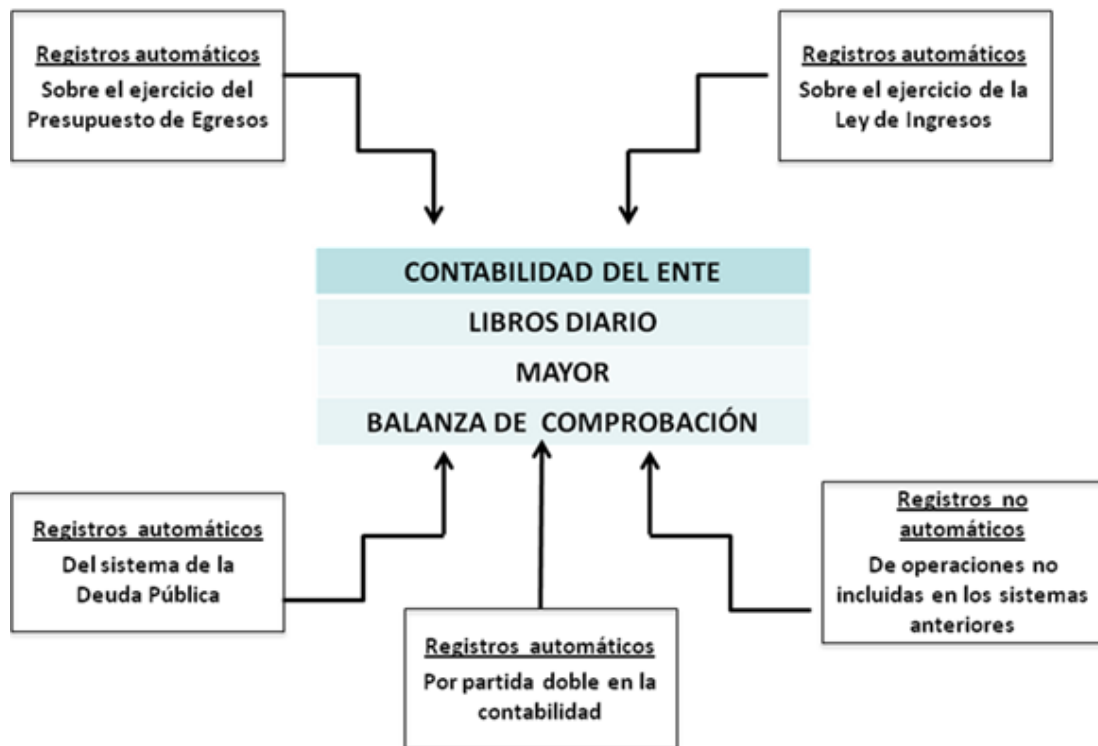 Registros automáticos
Sobre el ejercicio del
Presupuesto de Egresos
Registros automáticos
Sobre el ejercicio de la
Ley de Ingresos
CONTABILIDAD DEL ENTE
LIBROS DIARIO
MAYOR
BALANZA DE COMPROBACIÓN
Registros automáticos
Del sistema de la
Deuda Pública
Registros automáticos
Por partida doble en la
contabilidad
Registros no
automáticos
De operaciones no
incluidas en los sistemas
anteriores